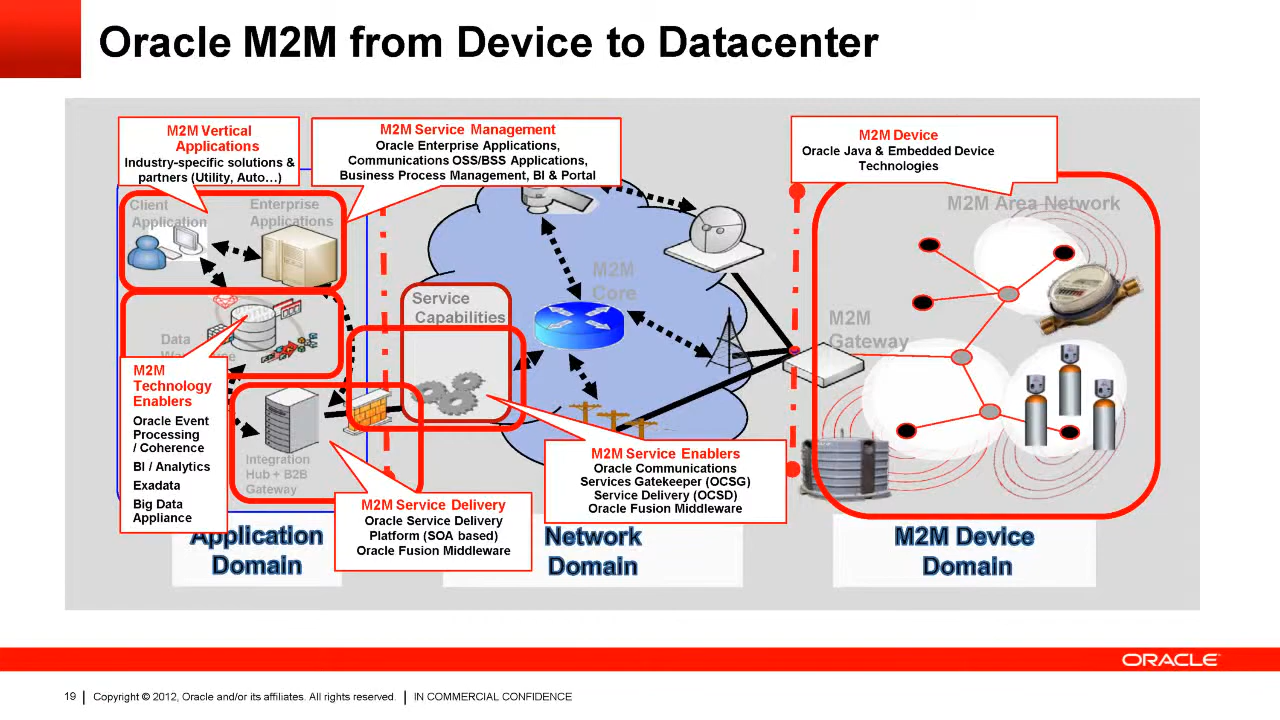 Oracle M2M from Device to Datacenter
M2M Vertical
Applications
Industry-specific solutions &
partners (Utility, Auto…)
M2M Service Management
Oracle Enterprise Applications,
Communications OSS/BSS Applications,
Business Process Management, BI & Portal
M2M Device
Oracle Java & Embedded Device
Technologies
Client
Application
Enterprise
Applications
M2M Area Network
M2M
Core
Service
Capabilities
M2M
Gateway
Data
M2M
Technology
Enablers
Oracle Event
Processing
/ Coherence
BI / Analytics
Exadata
Big Data
Appliance
Integration
Hub + B2B
Gateway
M2M Service Enablers
Oracle Communications
Services Gatekeeper (OCSG)
Service Delivery (OCSD)
Oracle Fusion Middleware
M2M Service Delivery
Oracle Service Delivery
Platform (SOA based)
Oracle Fusion Middleware
Application
Domain
Network
Domain
M2M Device
Domain
ORACLE
19 Copyright © 2012, Oracle and/or its affiliates. All rights reserved. IN COMMERCIAL CONFIDENCE